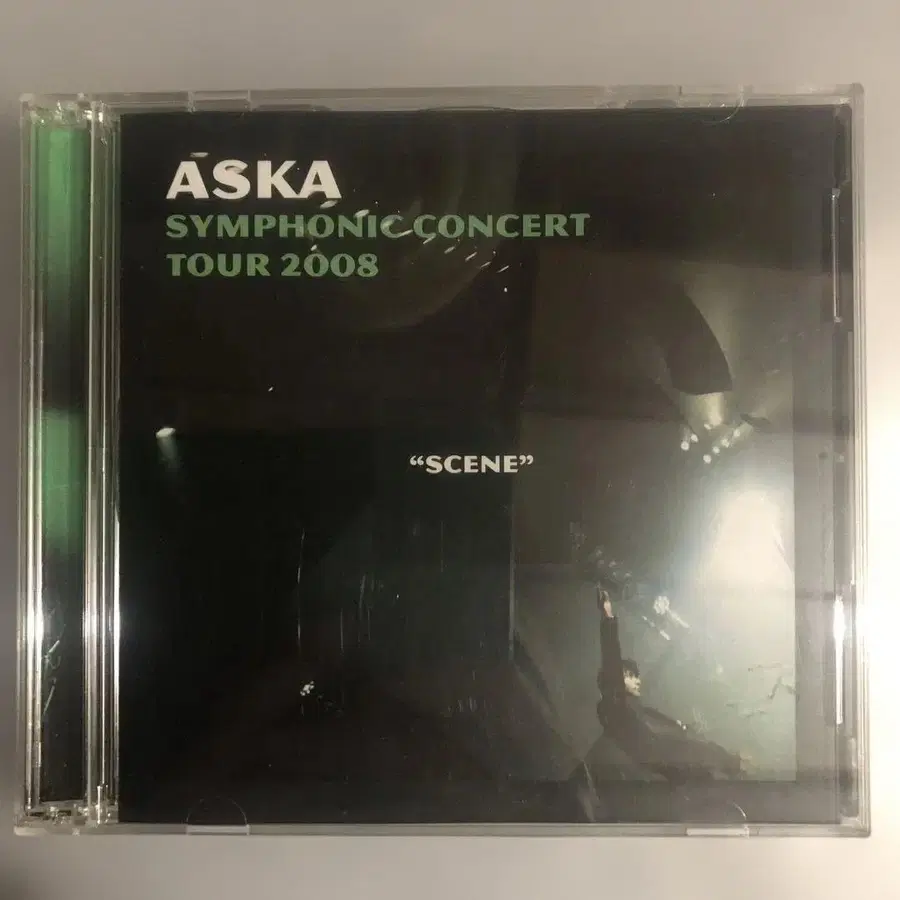 ASKA
SYMPHONIC CONCERT
TOUR 2008
“SCENE”